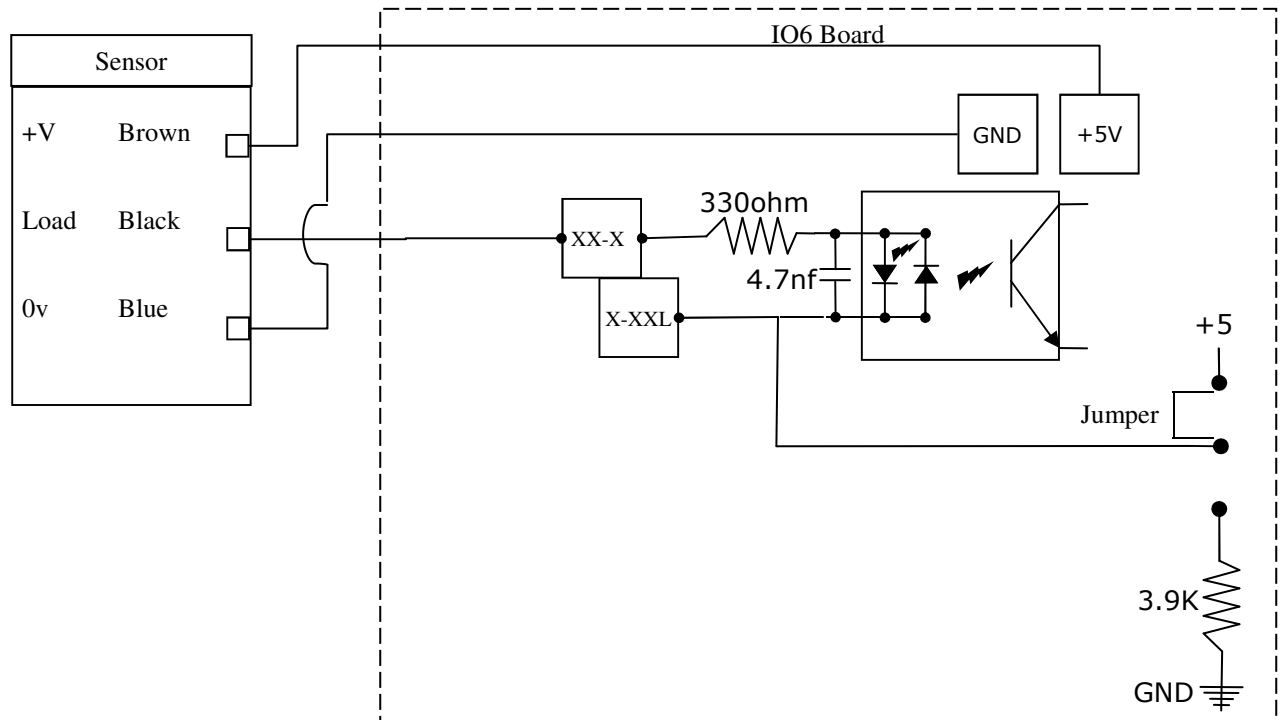 IO6 Board
Sensor
+V Brown
GND
+5V
Load Black
330ohm
XX-X
4.7nf
0v Blue
X-XXL
+5
Jumper
3.9K
GND